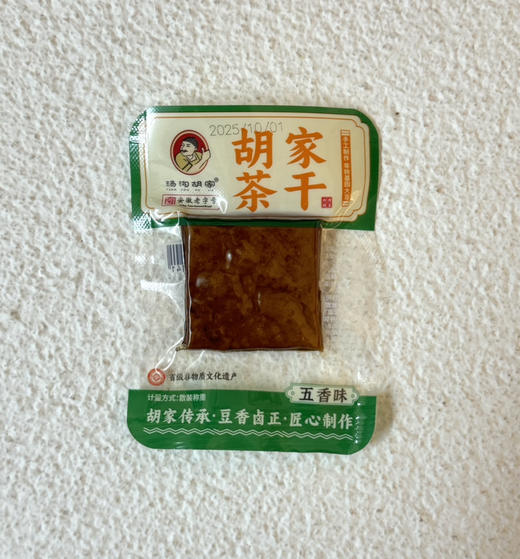 2025/10/01
胡家
茶干
杨沟胡家®
安徽老字号
省级非物质文化遗产
五香味
计量方式:散装称重
胡家传承·豆香卤正·匠心制作